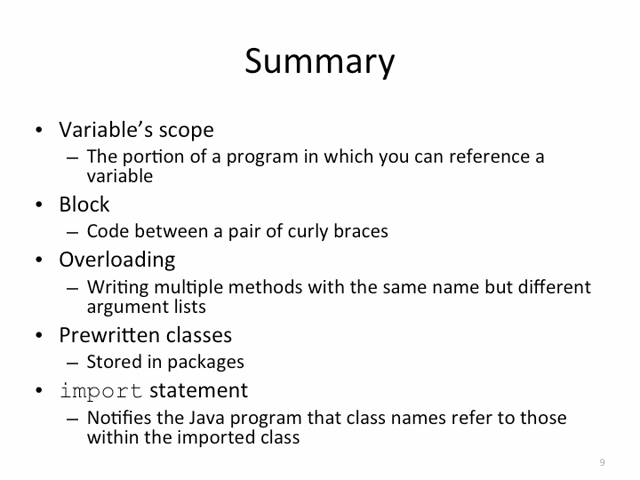 Summary
• Variable’s scope
– The portion of a program in which you can reference a
variable
• Block
– Code between a pair of curly braces
• Overloading
– Writing multiple methods with the same name but different
argument lists
• Prewritten classes
– Stored in packages
• import statement
– Notifies the Java program that class names refer to those
within the imported class
9